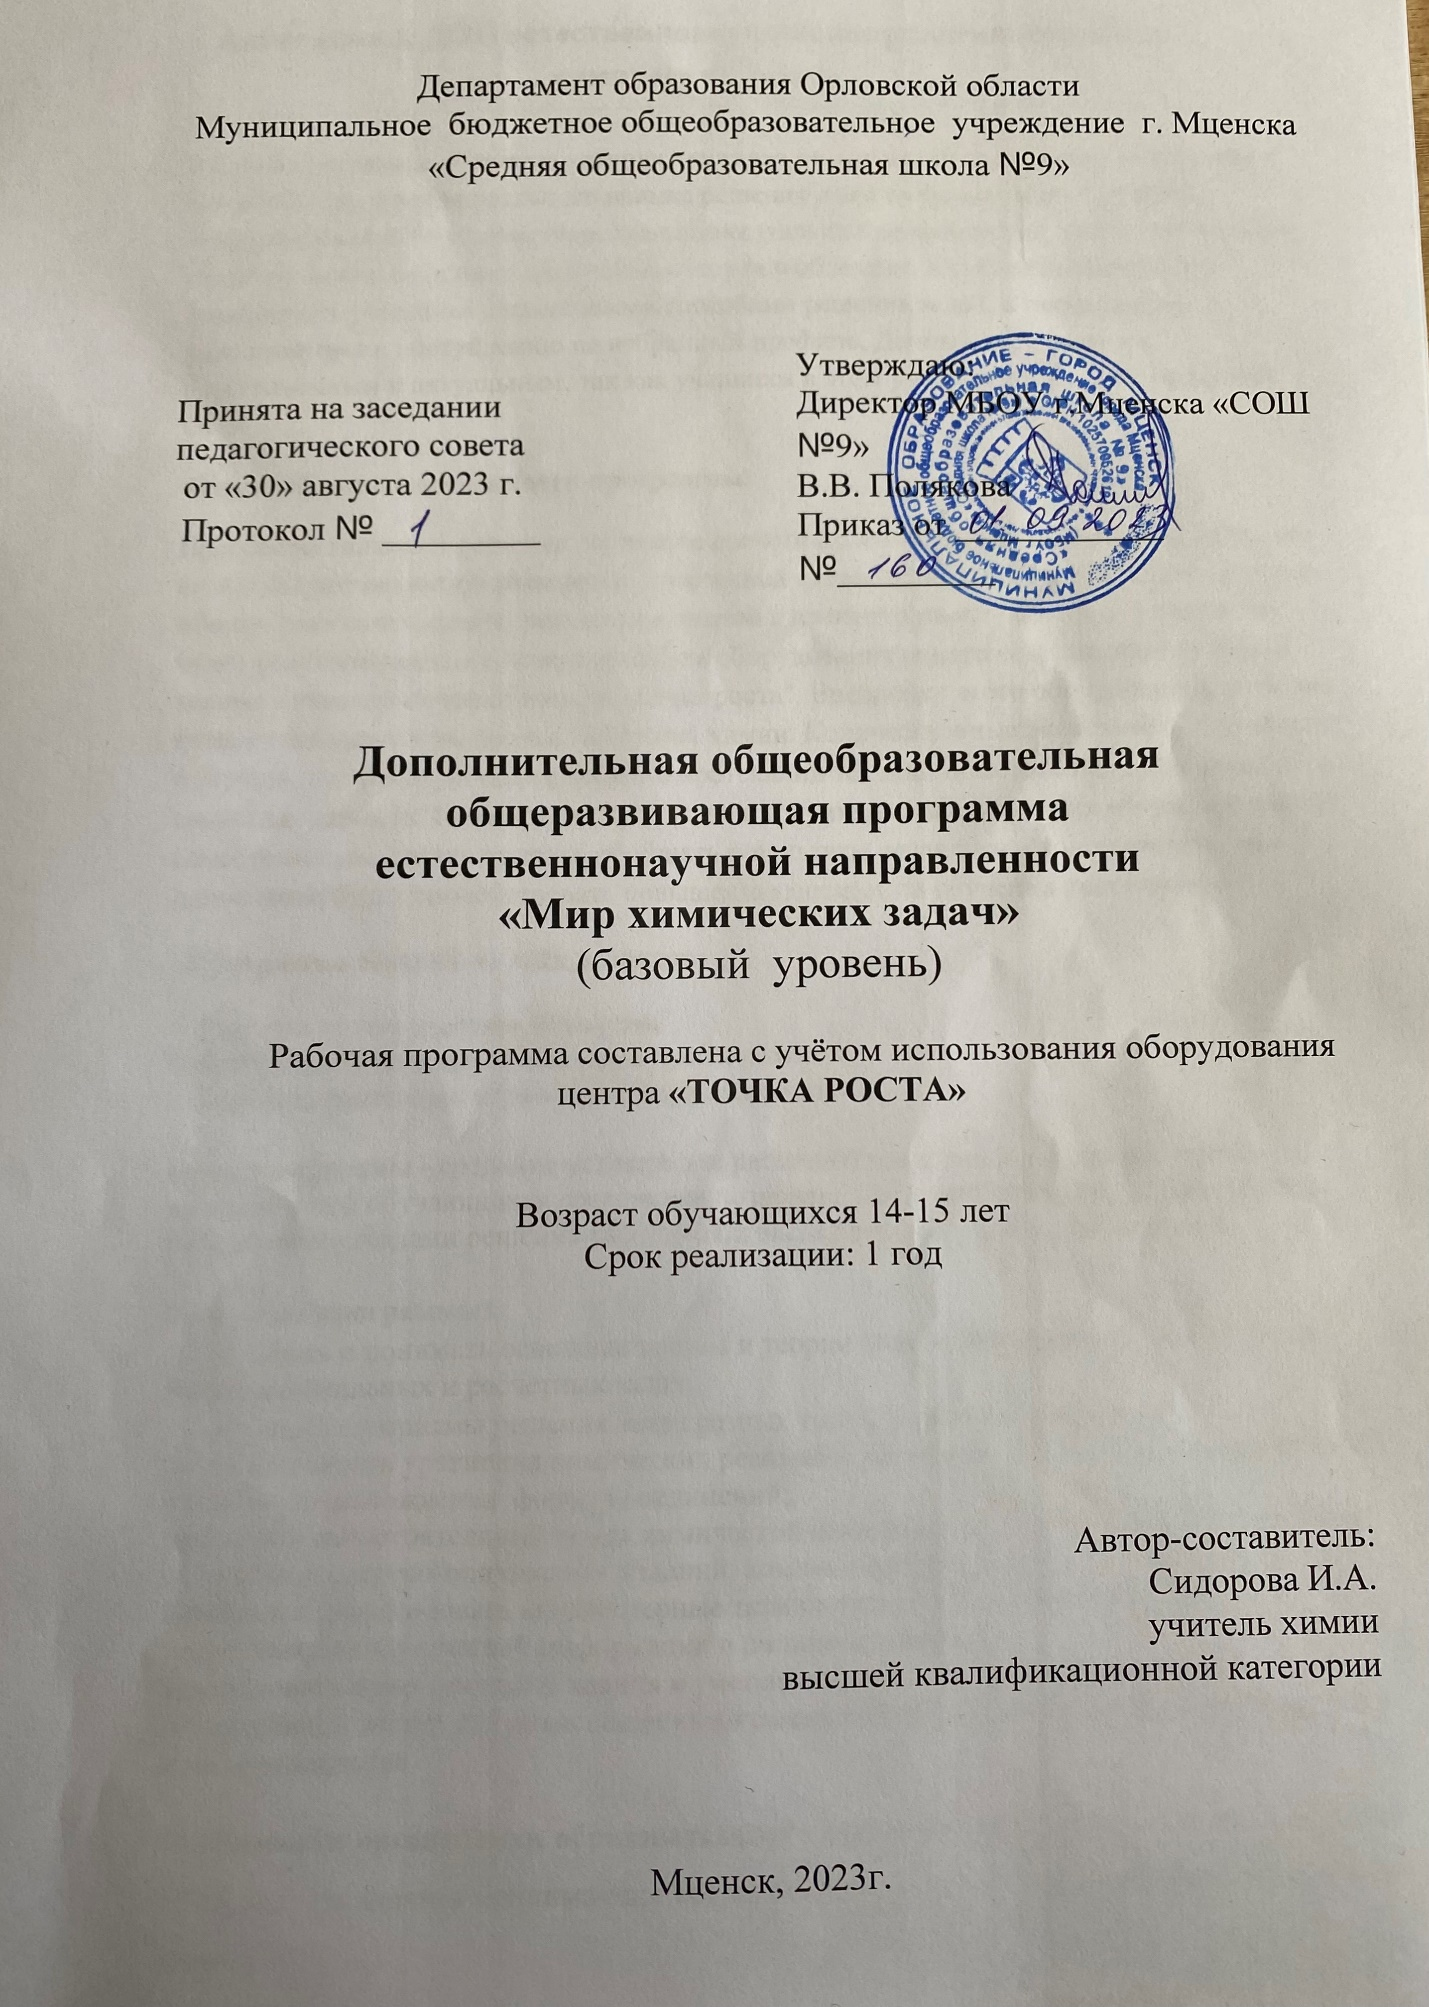 Департамент образования Орловской области
Муниципальное бюджетное общеобразовательное учреждение г. Мценска
«Средняя общеобразовательная школа №9»
Принята на заседании
педагогического совета
от «30» августа 2023 г.
Протокол № 1
Утверждаю:
Директор МБОУ г.Мценска «СОШ
№9»
В.В. Полякова
Приказ от 01 09 2023
№ 160
Дополнительная общеобразовательная
общеразвивающая программа
естественнонаучной направленности
«Мир химических задач»
(базовый уровень)
Рабочая программа составлена с учётом использования оборудования
центра «ТОЧКА РОСТА»
Возраст обучающихся 14-15 лет
Срок реализации: 1 год
Автор-составитель:
Сидорова И.А.
учитель химии
высшей квалификационной категории
Мценск, 2023г.